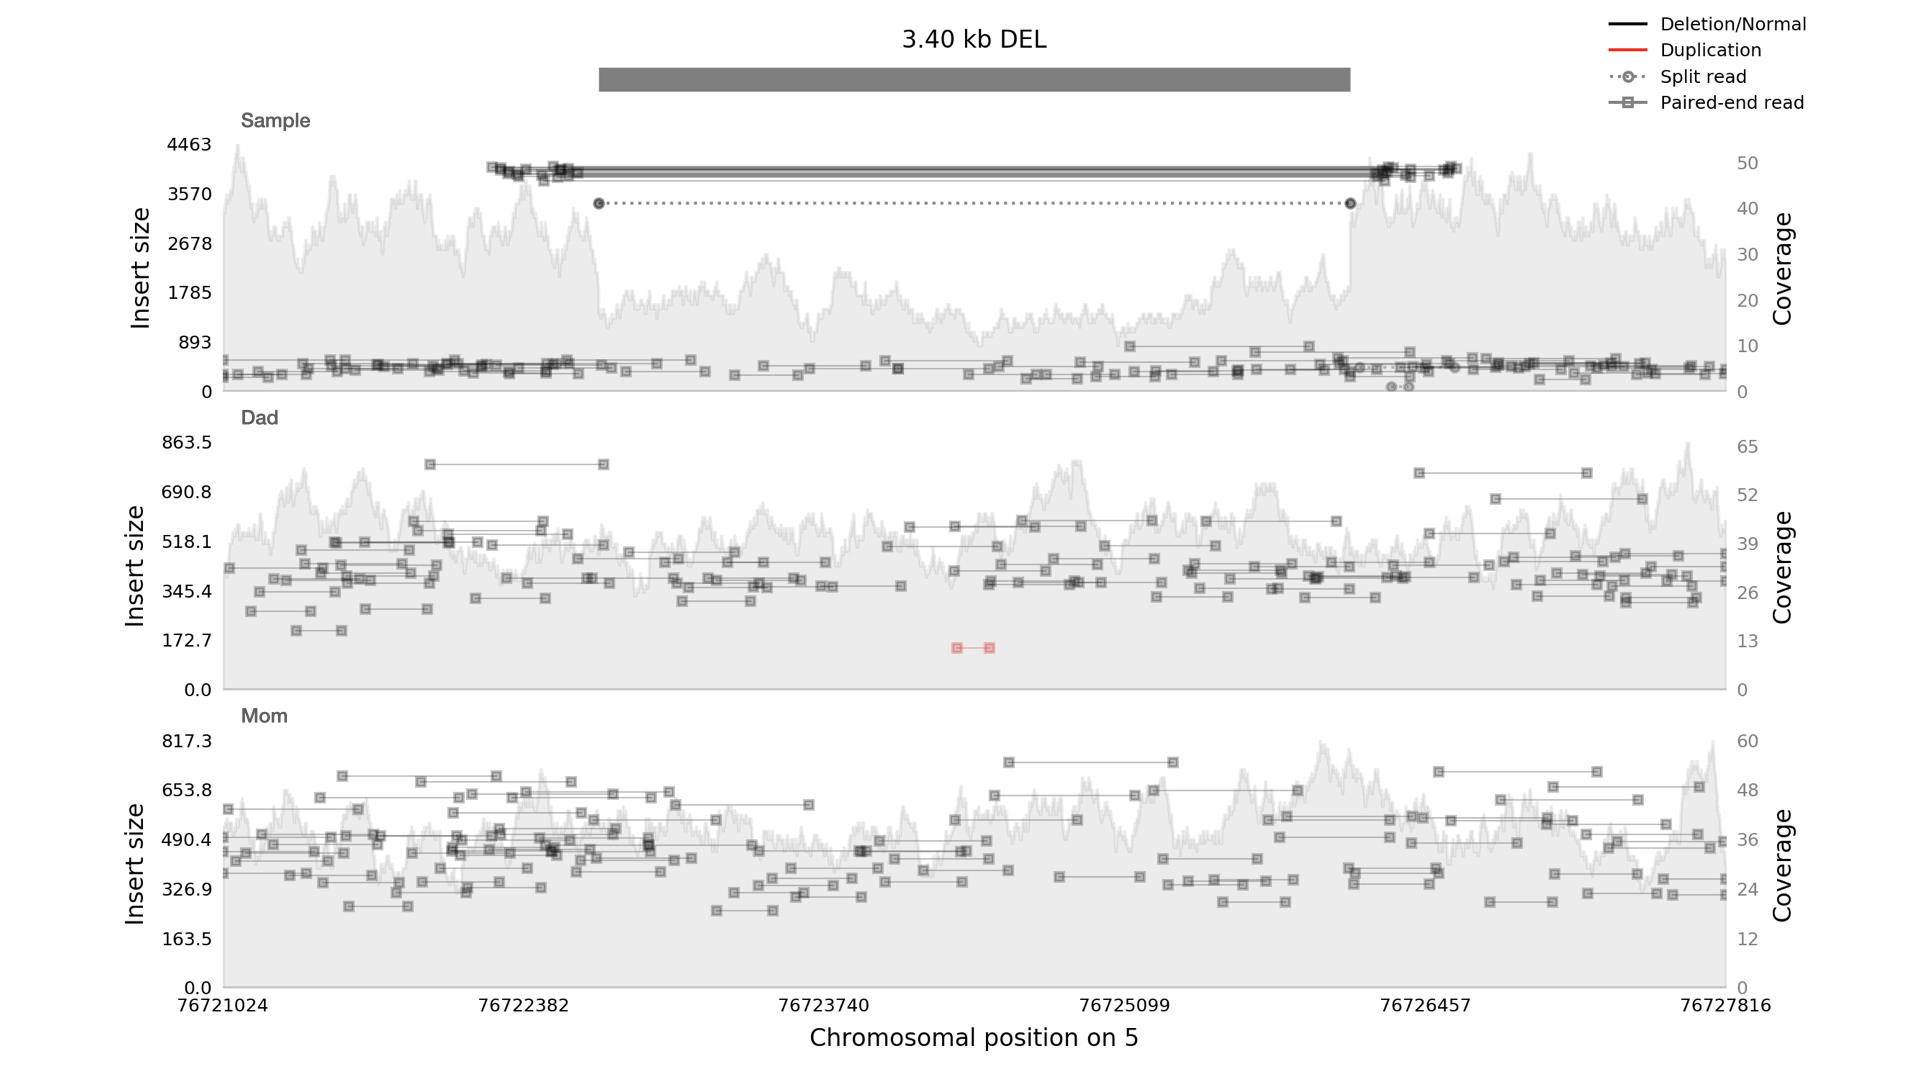 3.40 kb DEL
Deletion/Normal
Duplication
Split read
Paired-end read
Sample
4463
3570
2678
1785
893
0
Insert size
50
40
30
20
10
0
Coverage
Dad
863.5
690.8
518.1
345.4
172.7
0.0
Insert size
65
52
39
26
13
0
Coverage
Mom
817.3
653.8
490.4
326.9
163.5
0.0
Insert size
60
48
36
24
12
0
Coverage
76721024 76722382 76723740 76725099 76726457 76727816
Chromosomal position on 5